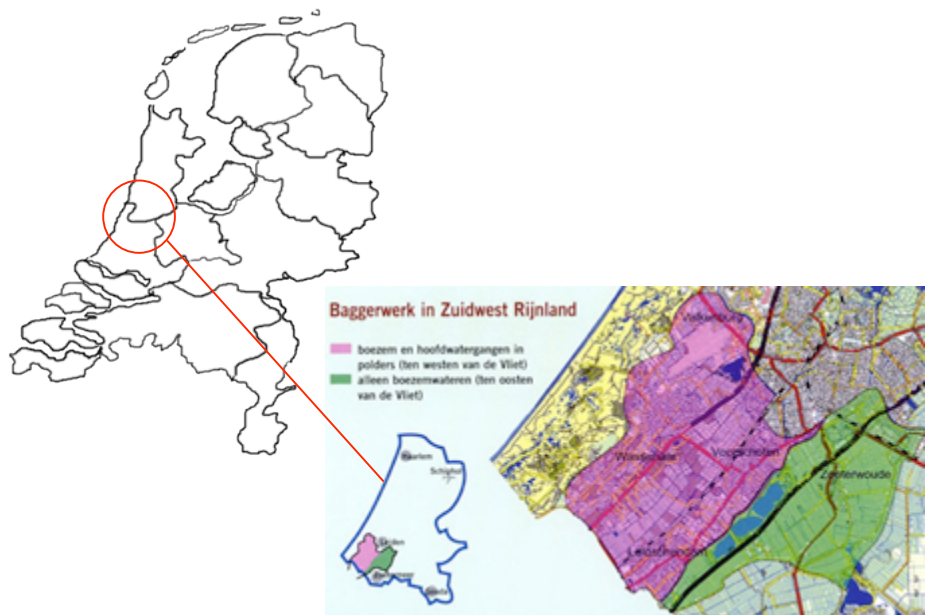 Baggerwerk in Zuidwest Rijnland
boezem en hoofdwatergangen in
polders (ten westen van de Vliet)
alleen boezemwateren (ten oosten
van de Vliet)
Valkenburg
Haarlem
Schiphol
Wassenaar
Voorschoten
Zoeterwoude
Leiden
Leidschendam
Gouda